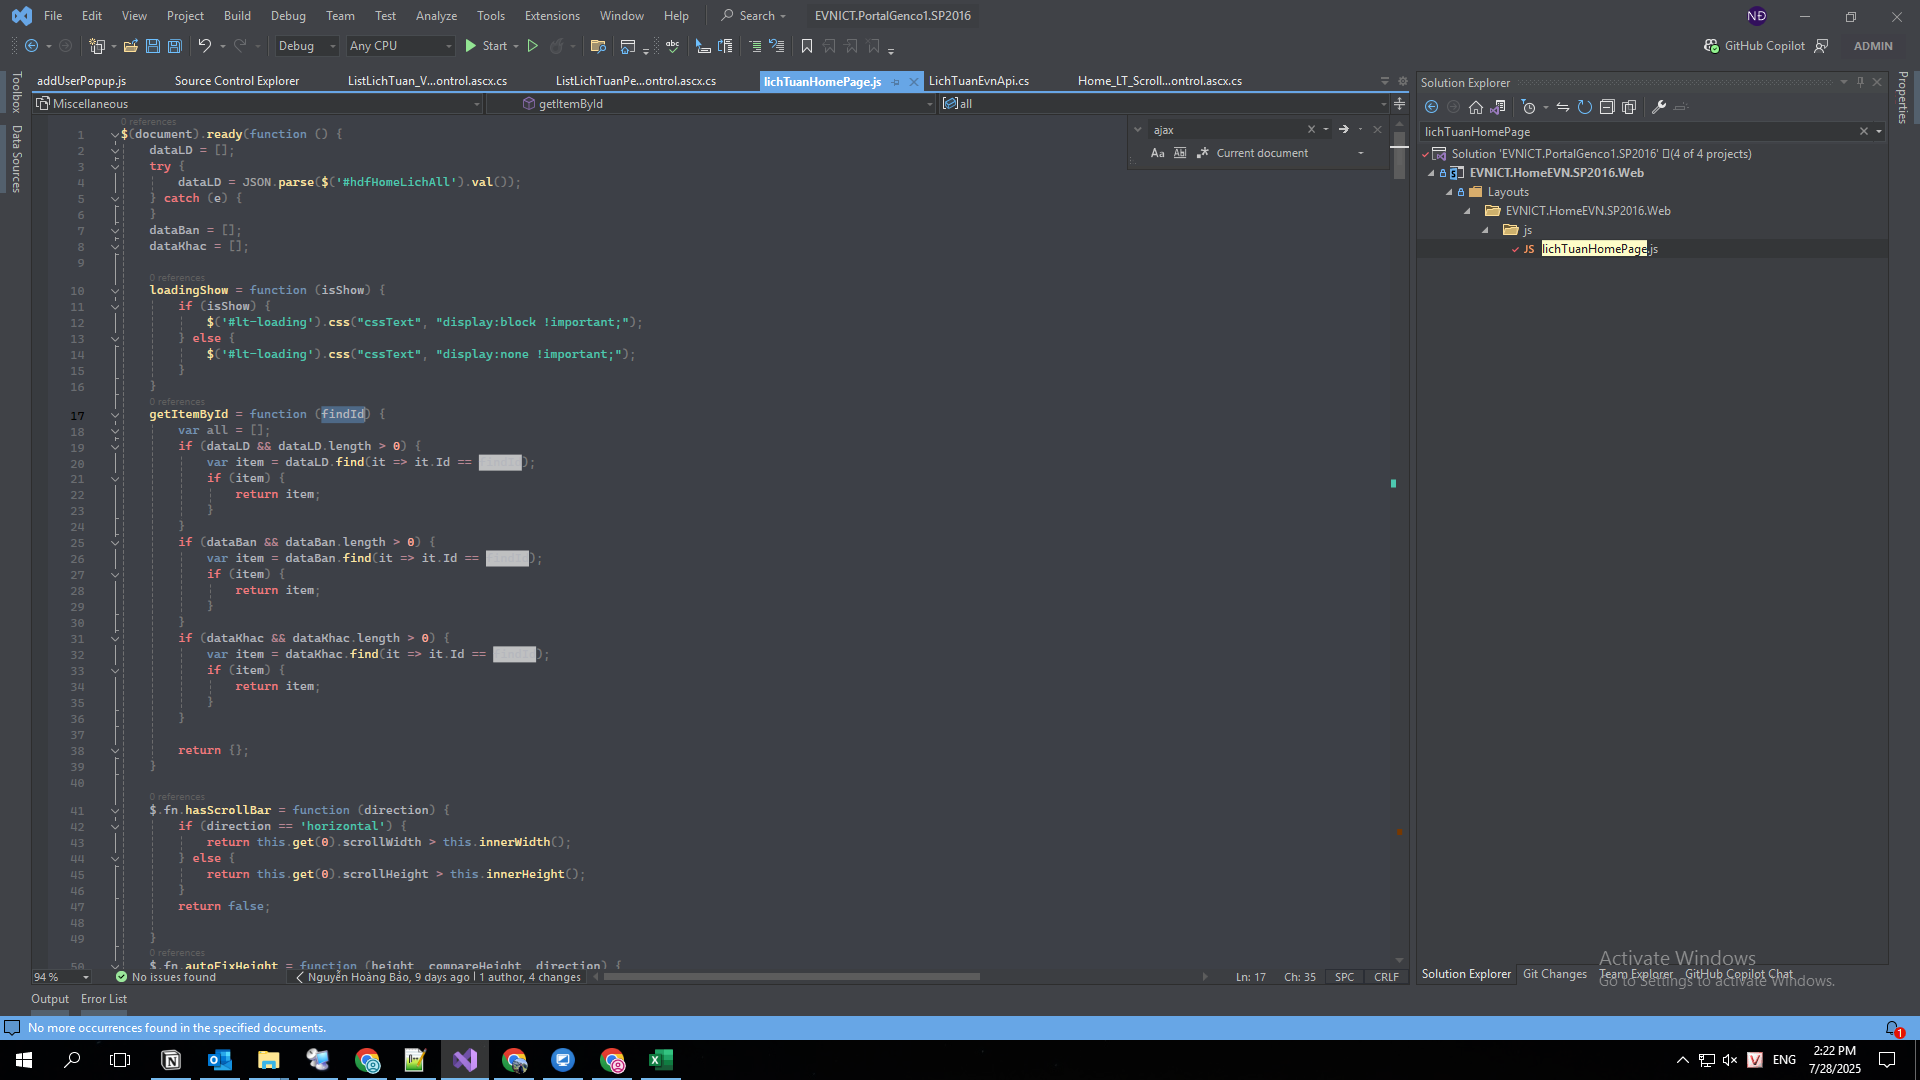 File Edit View Project Build Debug Team Test Analyze Tools Extensions Window Help Search EVNICT.PortalGenco1.SP2016 NĐ
Debug Any CPU Start GitHub Copilot ADMIN
addUserPopup.js Source Control Explorer ListLichTuan_V...ontrol.ascx.cs ListLichTuanPe...ontrol.ascx.cs lichTuanHomePage.js LichTuanEvnApi.cs Home_LT_Scroll...ontrol.ascx.cs
Miscellaneous getItemById all
Toolbox
Data Sources
0 references
1 $(document).ready(function () {
2 dataLD = [];
3 try {
4 dataLD = JSON.parse($('#hdfHomeLichAll').val());
5 } catch (e) {
6 }
7 dataBan = [];
8 dataKhac = [];
9
0 references
10 loadingShow = function (isShow) {
11 if (isShow) {
12 $('#lt-loading').css("cssText", "display:block !important;");
13 } else {
14 $('#lt-loading').css("cssText", "display:none !important;");
15 }
16 }
0 references
17 getItemById = function (findId) {
18 var all = [];
19 if (dataLD && dataLD.length > 0) {
20 var item = dataLD.find(it => it.Id == findId);
21 if (item) {
22 return item;
23 }
24 }
25 if (dataBan && dataBan.length > 0) {
26 var item = dataBan.find(it => it.Id == findId);
27 if (item) {
28 return item;
29 }
30 }
31 if (dataKhac && dataKhac.length > 0) {
32 var item = dataKhac.find(it => it.Id == findId);
33 if (item) {
34 return item;
35 }
36 }
37
38 return {};
39 }
40
0 references
41 $.fn.hasScrollBar = function (direction) {
42 if (direction == 'horizontal') {
43 return this.get(0).scrollWidth > this.innerWidth();
44 } else {
45 return this.get(0).scrollHeight > this.innerHeight();
46 }
47 return false;
48
49 }
0 references
50 $.fn.autoFixHeight = function (height, compareHeight, direction) {
ajax
Aa Ab Current document
94 % No issues found Nguyễn Hoàng Bảo, 9 days ago | 1 author, 4 changes Ln: 17 Ch: 35 SPC CRLF
Solution Explorer
lichTuanHomePage
Solution 'EVNICT.PortalGenco1.SP2016' (4 of 4 projects)
EVNICT.HomeEVN.SP2016.Web
Layouts
EVNICT.HomeEVN.SP2016.Web
js
JS lichTuanHomePage.js
Properties
Activate Windows
Go to Settings to activate Windows.
Solution Explorer Git Changes Team Explorer GitHub Copilot Chat
Output Error List
No more occurrences found in the specified documents. 1
V ENG 2:22 PM
7/28/2025